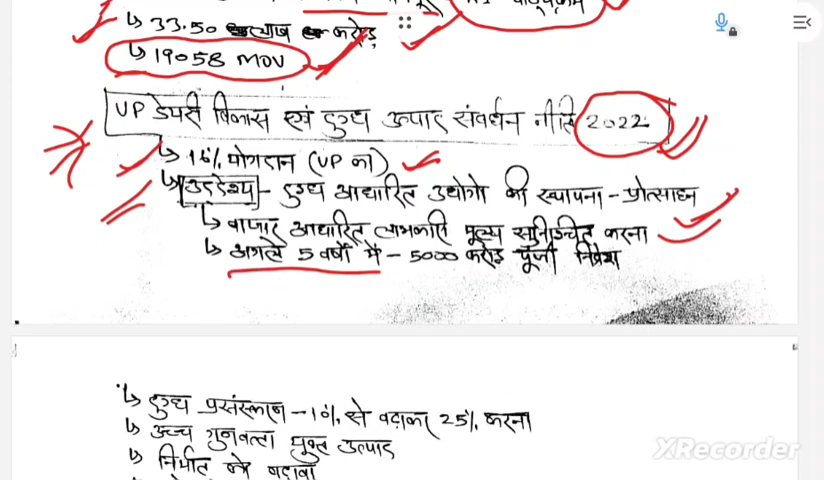 ↳ 33.50 लाख करोड़
↳ 19058 MOU
UP डेयरी विकास एवं दुग्ध उत्पाद संवर्धन नीति 2022
↳ 16% योगदान (UP का)
↳ उद्देश्य - दुग्ध आधारित उद्योगो की स्थापना - प्रोत्साहन
↳ बाजार आधारित लाभकारी मूल्य सुनिश्चित करना
↳ अगले 5 वर्षों में - 5000 करोड़ पूंजी निवेश
↳ दुग्ध प्रसंस्करण - 10% से बढ़ाकर 25% करना
↳ उच्च गुणवत्ता युक्त उत्पाद
↳ निर्यात को बढ़ावा
XRecorder